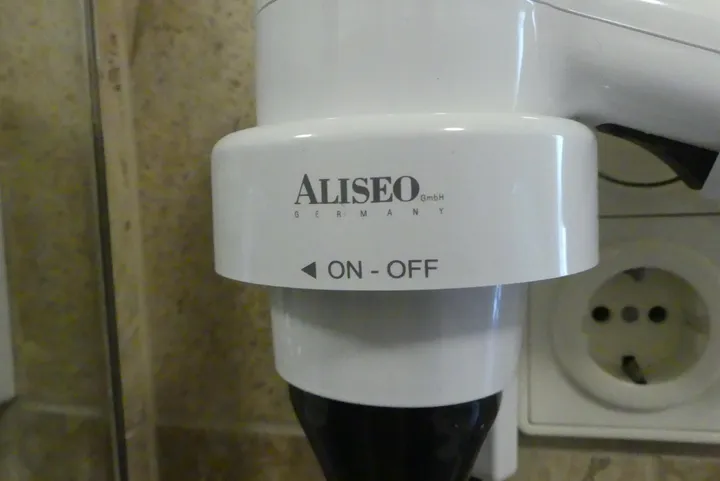 ALISEO GmbH
GERMANY
◄ ON - OFF